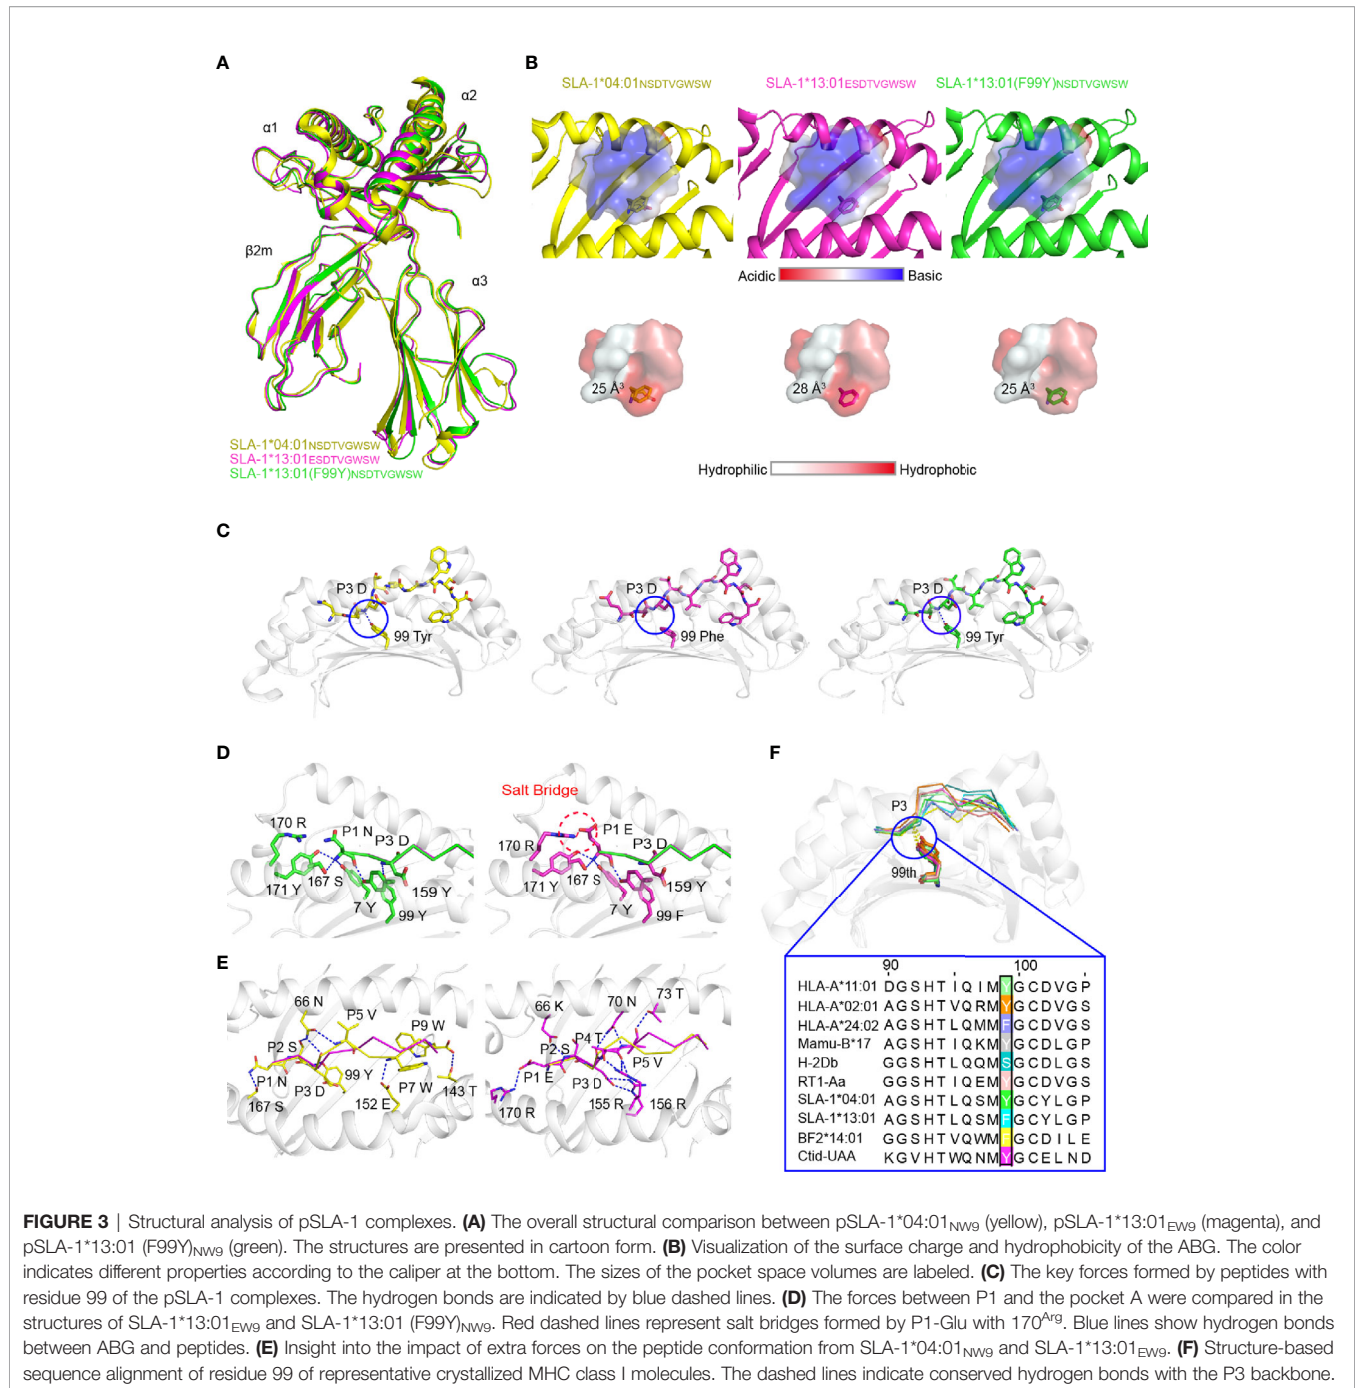 A
α1
α2
β2m
α3
SLA-1*04:01NSDTVGWSW
SLA-1*13:01ESDTVGWSW
SLA-1*13:01(F99Y)NSDTVGWSW
B
SLA-1*04:01NSDTVGWSW
SLA-1*13:01ESDTVGWSW
SLA-1*13:01(F99Y)NSDTVGWSW
Acidic Basic
25 Å³
28 Å³
25 Å³
Hydrophilic Hydrophobic
C
P3 D
99 Tyr
P3 D
99 Phe
P3 D
99 Tyr
D
170 R
P1 N
P3 D
171 Y
167 S
159 Y
7 Y
99 Y
Salt Bridge
P1 E
170 R
P3 D
171 Y
167 S
159 Y
7 Y
99 F
E
66 N
P5 V
P9 W
P2 S
P1 N
99 Y
P3 D
P7 W
167 S
152 E
143 T
73 T
66 K
70 N
P4 T
P2 S
P5 V
P1 E
P3 D
170 R
155 R
156 R
F
P3
99th
90 100
HLA-A*11:01 DGSHTIQIMYGCDVGP
HLA-A*02:01 AGSHTVQRMYGCDVGS
HLA-A*24:02 AGSHTLQMMFGCDVGS
Mamu-B*17 AGSHTIQKMYGCDLGP
H-2Db GGSHTLQQMSGCDLGS
RT1-Aa GGSHTIQEMYGCDVGS
SLA-1*04:01 AGSHTLQSMYGCYLGP
SLA-1*13:01 AGSHTLQSMFGCYLGP
BF2*14:01 GGSHTVQWMFGCDILE
Ctid-UAA KGVHTWQNMYGCELND
FIGURE 3 | Structural analysis of pSLA-1 complexes. (A) The overall structural comparison between pSLA-1*04:01NW9 (yellow), pSLA-1*13:01EW9 (magenta), and
pSLA-1*13:01 (F99Y)NW9 (green). The structures are presented in cartoon form. (B) Visualization of the surface charge and hydrophobicity of the ABG. The color
indicates different properties according to the caliper at the bottom. The sizes of the pocket space volumes are labeled. (C) The key forces formed by peptides with
residue 99 of the pSLA-1 complexes. The hydrogen bonds are indicated by blue dashed lines. (D) The forces between P1 and the pocket A were compared in the
structures of SLA-1*13:01EW9 and SLA-1*13:01 (F99Y)NW9. Red dashed lines represent salt bridges formed by P1-Glu with 170Arg. Blue lines show hydrogen bonds
between ABG and peptides. (E) Insight into the impact of extra forces on the peptide conformation from SLA-1*04:01NW9 and SLA-1*13:01EW9. (F) Structure-based
sequence alignment of residue 99 of representative crystallized MHC class I molecules. The dashed lines indicate conserved hydrogen bonds with the P3 backbone.